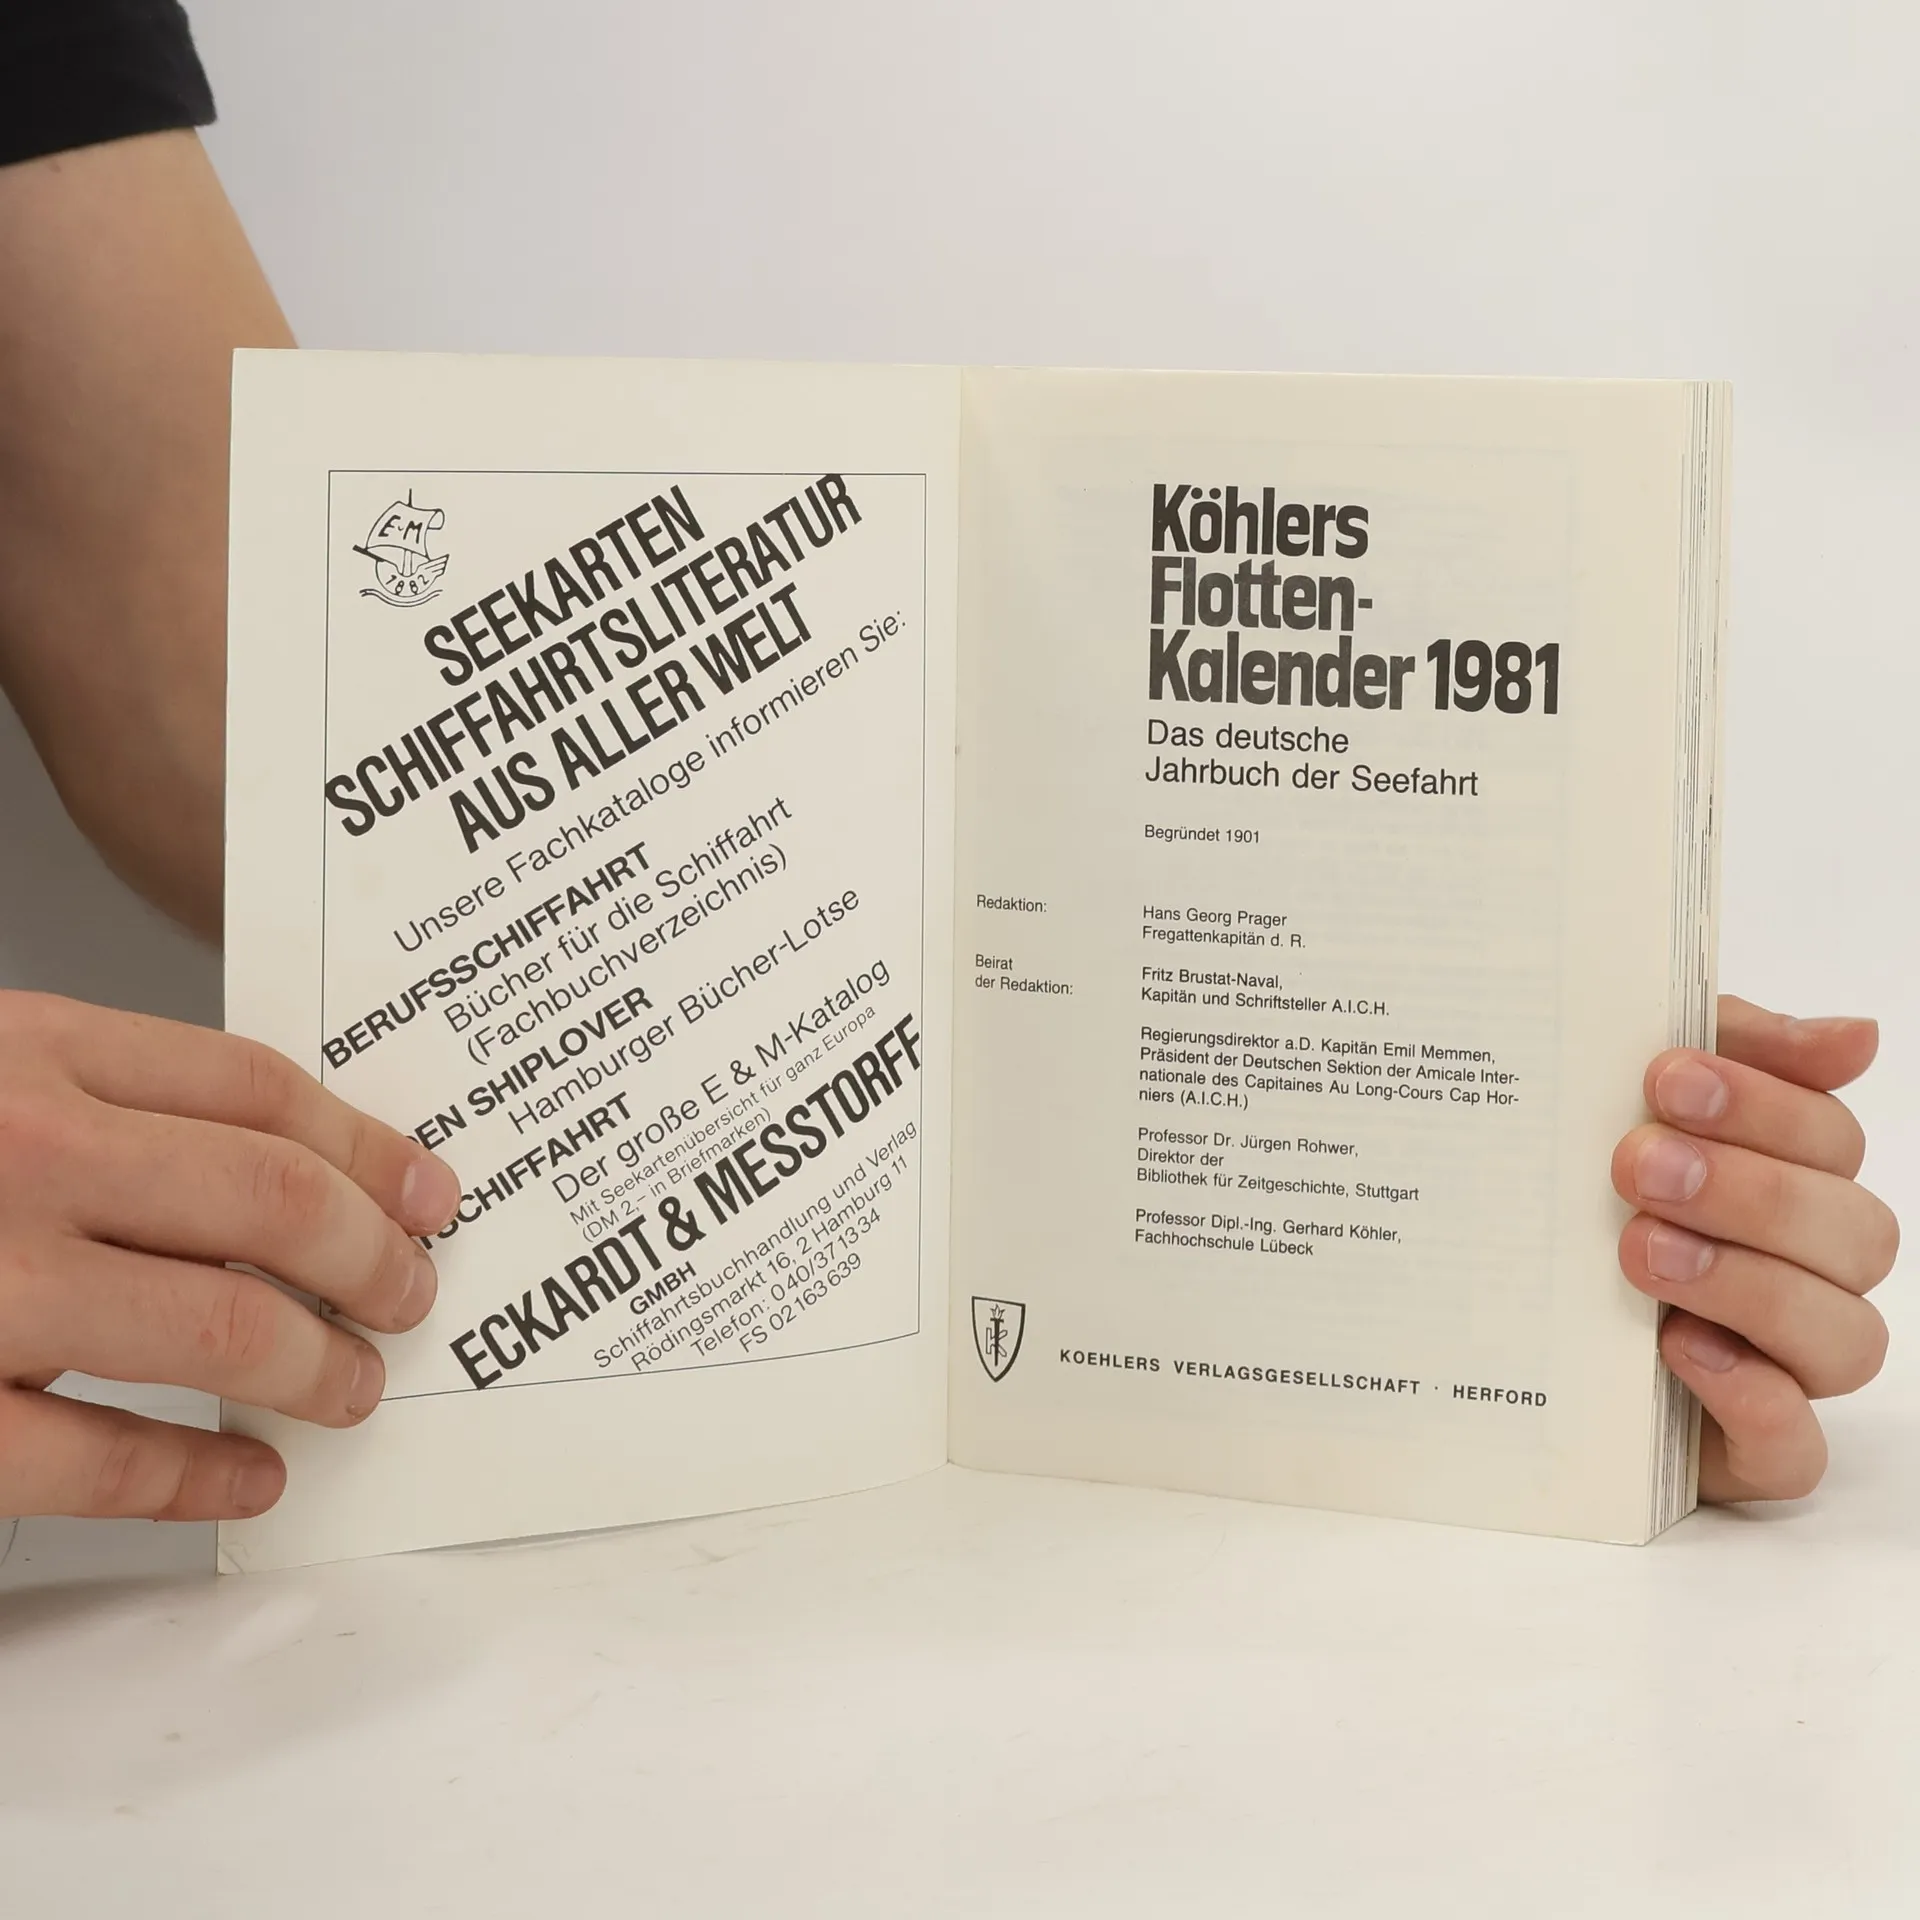 E M
1882
SEEKARTEN
SCHIFFAHRTSLITERATUR
AUS ALLER WELT
Unsere Fachkataloge informieren Sie:
BERUFSSCHIFFAHRT
Bücher für die Schiffahrt
(Fachbuchverzeichnis)
DEN SHIPLOVER
Hamburger Bücher-Lotse
TSCHIFFAHRT
Der große E & M-Katalog
Mit Seekartenübersicht für ganz Europa
(DM 2,– in Briefmarken)
ECKARDT & MESSTORFF
GMBH
Schiffahrtsbuchhandlung und Verlag
Rödingsmarkt 16, 2 Hamburg 11
Telefon: 040/37 13 34
FS 02 163 639
Köhlers
Flotten-
Kalender 1981
Das deutsche
Jahrbuch der Seefahrt
Begründet 1901
Redaktion:
Hans Georg Prager
Fregattenkapitän d. R.
Beirat
der Redaktion:
Fritz Brustat-Naval,
Kapitän und Schriftsteller A.I.C.H.
Regierungsdirektor a.D. Kapitän Emil Memmen,
Präsident der Deutschen Sektion der Amicale Inter-
nationale des Capitaines Au Long-Cours Cap Hor-
niers (A.I.C.H.)
Professor Dr. Jürgen Rohwer,
Direktor der
Bibliothek für Zeitgeschichte, Stuttgart
Professor Dipl.-Ing. Gerhard Köhler,
Fachhochschule Lübeck
K
KOEHLERS VERLAGSGESELLSCHAFT · HERFORD